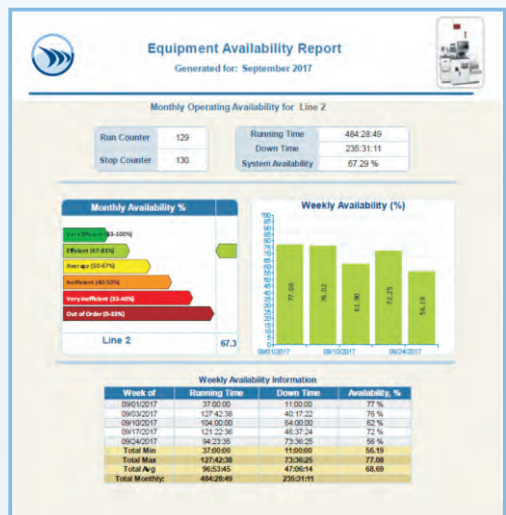 Equipment Availability Report
Generated for: September 2017
Monthly Operating Availability for Line 2
Run Counter 129
Stop Counter 130
Running Time 484:28:49
Down Time 235:31:11
System Availability 67.29 %
Monthly Availability %
Efficient (67-83%)
Average (50-67%)
Inefficient (40-50%)
Very Inefficient (33-40%)
Out of Order (0-33%)
Line 2 67.3
Weekly Availability (%)
77.08 76.02 61.90 72.25 56.19
09/01/2017 09/10/2017 09/24/2017
Weekly Availability Information
Week of Running Time Down Time Availability, %
09/01/2017 37:00:00 11:00:00 77 %
09/03/2017 127:42:38 40:17:22 76 %
09/10/2017 104:00:00 64:00:00 62 %
09/17/2017 121:22:36 46:37:24 72 %
09/24/2017 94:23:35 73:36:25 56 %
Total Min 37:00:00 11:00:00 56.19
Total Max 127:42:38 73:36:25 77.08
Total Avg 96:53:45 47:06:14 68.69
Total Monthly: 484:28:49 235:31:11